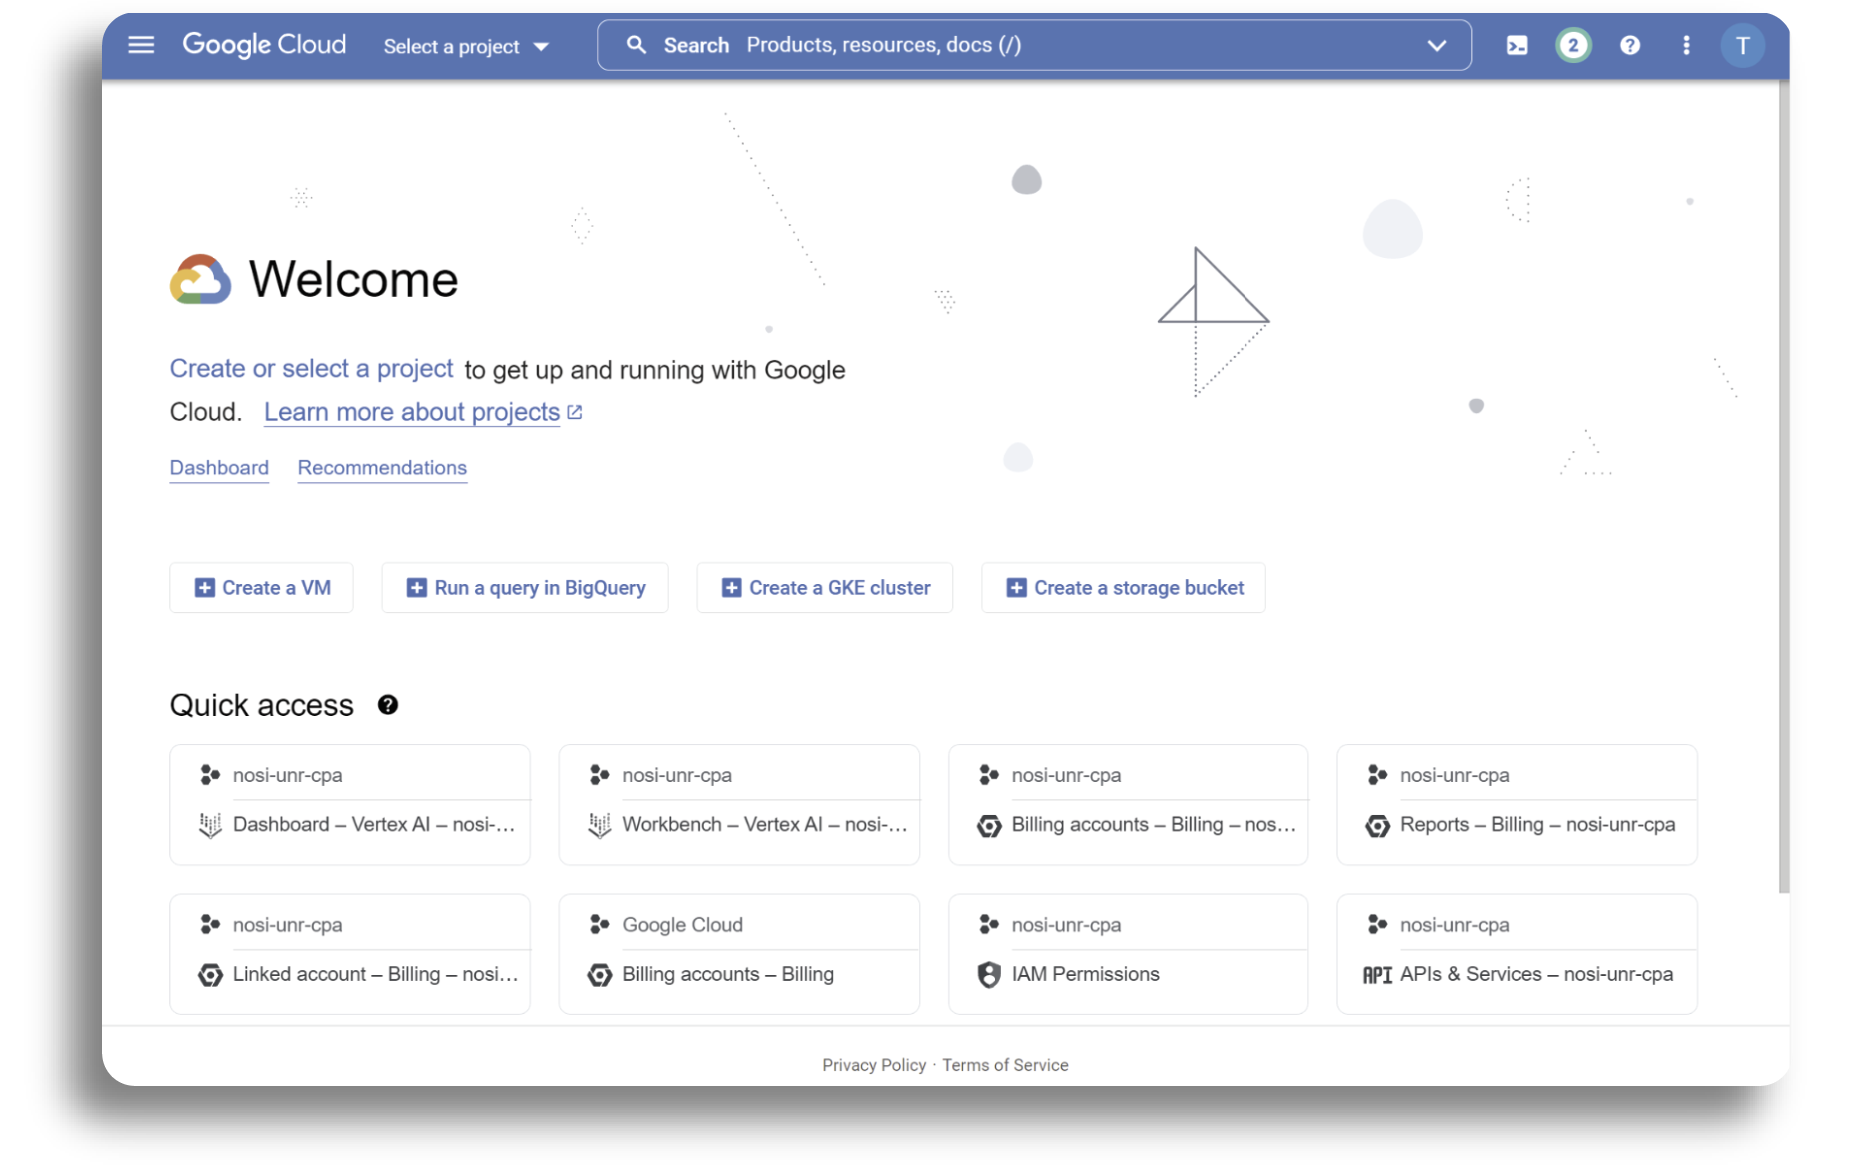 Google Cloud Select a project Search Products, resources, docs (/) 2 ? T
Welcome
Create or select a project to get up and running with Google
Cloud. Learn more about projects
Dashboard Recommendations
Create a VM Run a query in BigQuery Create a GKE cluster Create a storage bucket
Quick access ?
nosi-unr-cpa nosi-unr-cpa nosi-unr-cpa nosi-unr-cpa
Dashboard – Vertex AI – nosi-... Workbench – Vertex AI – nosi-... Billing accounts – Billing – nos... Reports – Billing – nosi-unr-cpa
nosi-unr-cpa Google Cloud nosi-unr-cpa nosi-unr-cpa
Linked account – Billing – nosi... Billing accounts – Billing IAM Permissions API APIs & Services – nosi-unr-cpa
Privacy Policy · Terms of Service